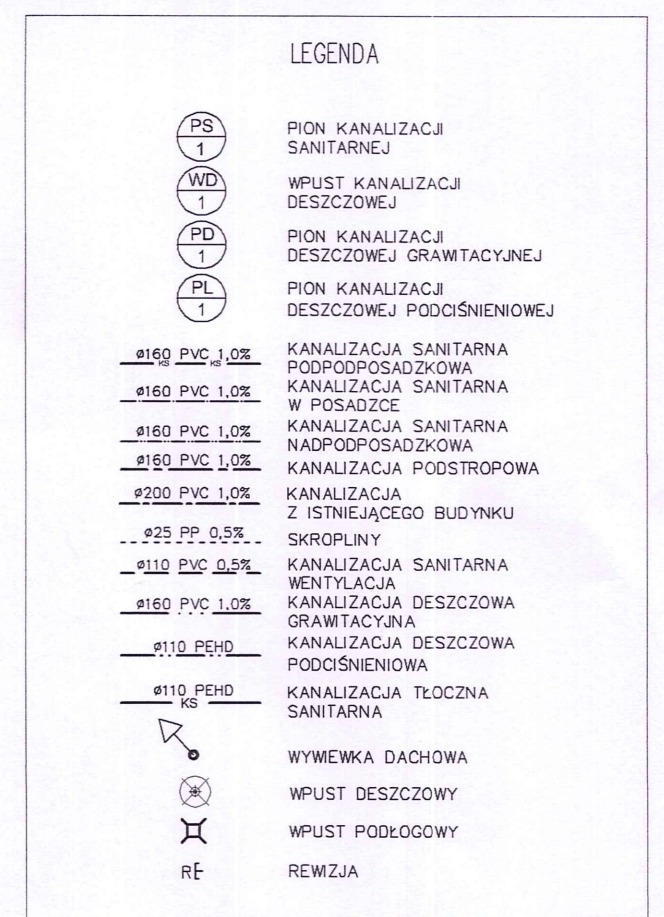 LEGENDA
PS
1
PION KANALIZACJI
SANITARNEJ
WD
1
WPUST KANALIZACJI
DESZCZOWEJ
PD
1
PION KANALIZACJI
DESZCZOWEJ GRAWITACYJNEJ
PL
1
PION KANALIZACJI
DESZCZOWEJ PODCIŚNIENIOWEJ
ø160 PVC 1,0%
KS KS
KANALIZACJA SANITARNA
PODPODPOSADZKOWA
ø160 PVC 1,0%
KANALIZACJA SANITARNA
W POSADZCE
ø160 PVC 1,0%
KANALIZACJA SANITARNA
NADPODPOSADZKOWA
ø160 PVC 1,0%
KANALIZACJA PODSTROPOWA
ø200 PVC 1,0%
KANALIZACJA
Z ISTNIEJĄCEGO BUDYNKU
ø25 PP 0,5%
SKROPLINY
ø110 PVC 0,5%
KANALIZACJA SANITARNA
WENTYLACJA
ø160 PVC 1.0%
KANALIZACJA DESZCZOWA
GRAWITACYJNA
ø110 PEHD
KANALIZACJA DESZCZOWA
PODCIŚNIENIOWA
ø110 PEHD
KS
KANALIZACJA TŁOCZNA
SANITARNA
WYWIEWKA DACHOWA
WPUST DESZCZOWY
WPUST PODŁOGOWY
RE
REWIZJA